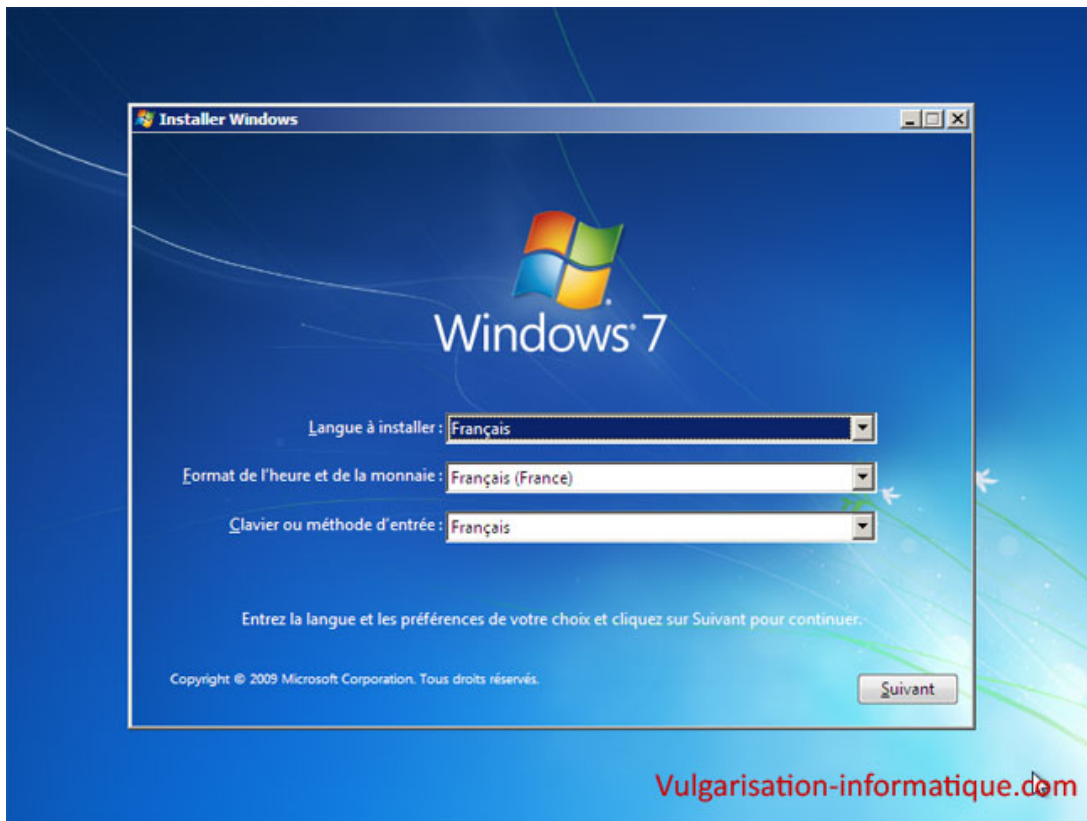 Installer Windows
Windows® 7
Langue à installer : Français
Format de l'heure et de la monnaie : Français (France)
Clavier ou méthode d'entrée : Français
Entrez la langue et les préférences de votre choix et cliquez sur Suivant pour continuer.
Copyright © 2009 Microsoft Corporation. Tous droits réservés.
Suivant
Vulgarisation-informatique.com